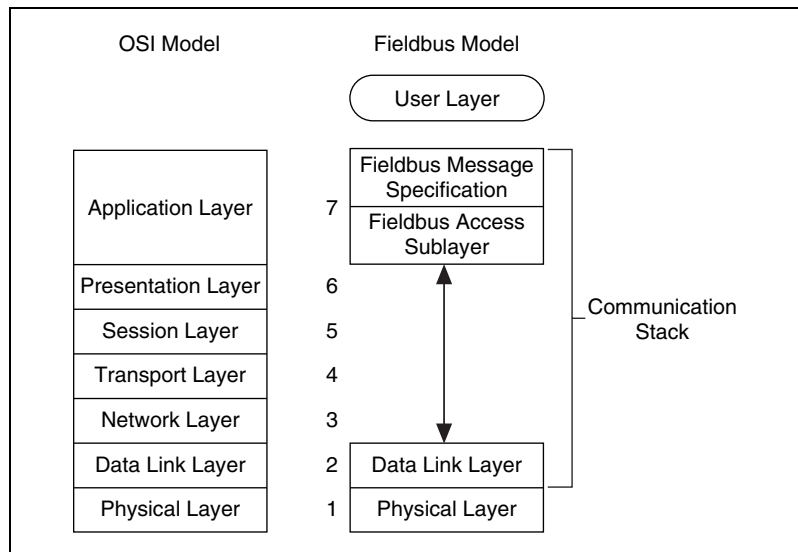 OSI Model
Fieldbus Model
User Layer
Application Layer
7
Fieldbus Message
Specification
Fieldbus Access
Sublayer
Presentation Layer
6
Session Layer
5
Transport Layer
4
Network Layer
3
Data Link Layer
2
Data Link Layer
Physical Layer
1
Physical Layer
Communication
Stack